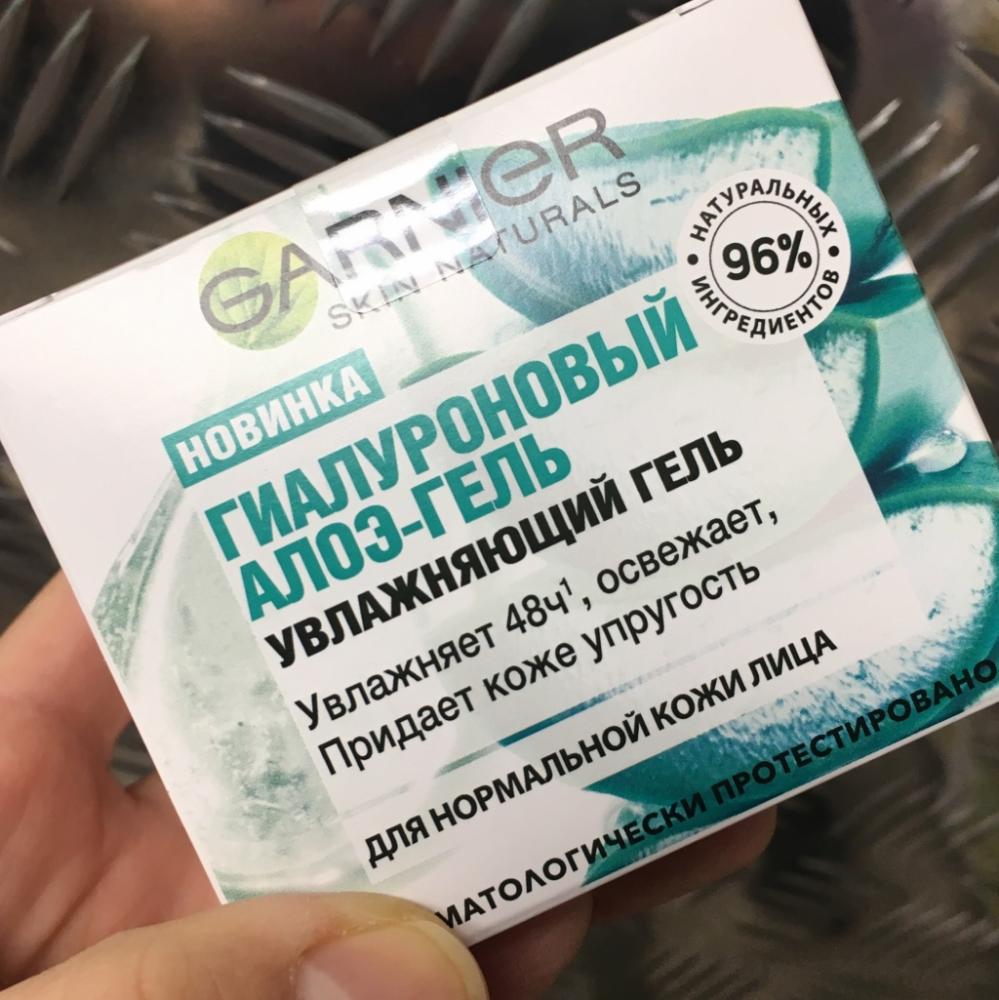 GARNIER
SKIN NATURALS
НАТУРАЛЬНЫХ
96%
ИНГРЕДИЕНТОВ
НОВИНКА
ГИАЛУРОНОВЫЙ
АЛОЭ-ГЕЛЬ
УВЛАЖНЯЮЩИЙ ГЕЛЬ
Увлажняет 48ч¹, освежает,
Придает коже упругость
ДЛЯ НОРМАЛЬНОЙ КОЖИ ЛИЦА
МАТОЛОГИЧЕСКИ ПРОТЕСТИРОВАНО